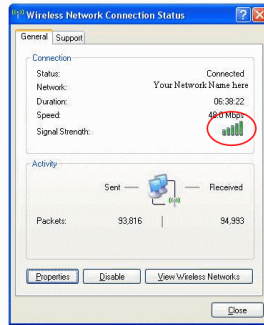 Wireless Network Connection Status
General Support
Connection
Status: Connected
Network: Your Network Name here
Duration: 06:38:22
Speed: 48.0 Mbps
Signal Strength:
Activity
Sent — — Received
Packets: 93,816 | 94,993
Properties Disable View Wireless Networks
Close